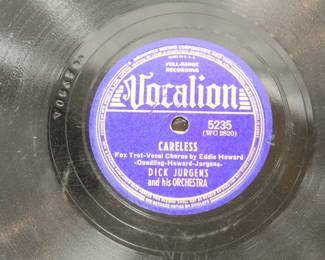 FULL-RANGE
RECORDING
Vocalion
5235
(WC 2820)
CARELESS
Fox Trot-Vocal Chorus by Eddie Howard
-Quadling-Howard-Jurgens-
DICK JURGENS
and his ORCHESTRA